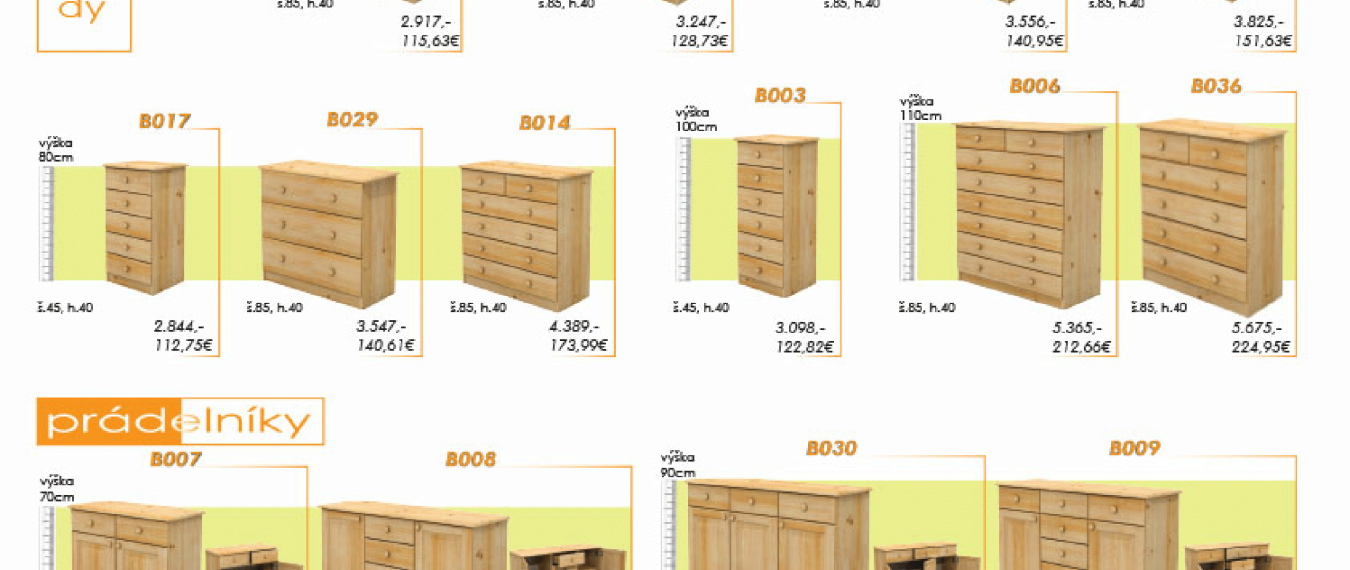 dy
š.85, h.40
š.85, h.40
š.85, h.40
š.85, h.40
2.917,-
115,63€
3.247,-
128,73€
3.556,-
140,95€
3.825,-
151,63€
B017
B029
B014
B003
B006
B036
výška
80cm
výška
100cm
výška
110cm
š.45, h.40
š.85, h.40
š.85, h.40
š.45, h.40
š.85, h.40
š.85, h.40
2.844,-
112,75€
3.547,-
140,61€
4.389,-
173,99€
3.098,-
122,82€
5.365,-
212,66€
5.675,-
224,95€
prádelníky
B007
B008
B030
B009
výška
70cm
výška
90cm